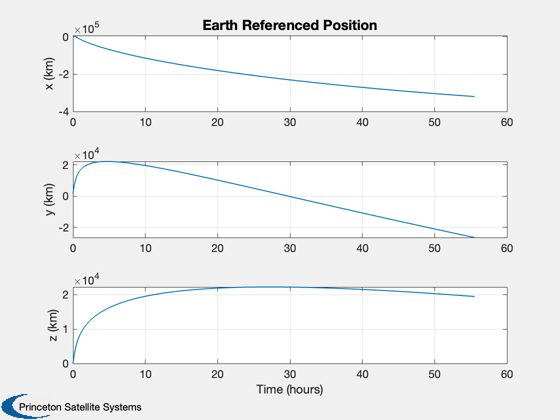 Earth Referenced Position
×10^5
0
-2
-4
x (km)
0 10 20 30 40 50 60
×10^4
2
0
-2
y (km)
0 10 20 30 40 50 60
×10^4
2
1
0
z (km)
0 10 20 30 40 50 60
Time (hours)
Princeton Satellite Systems